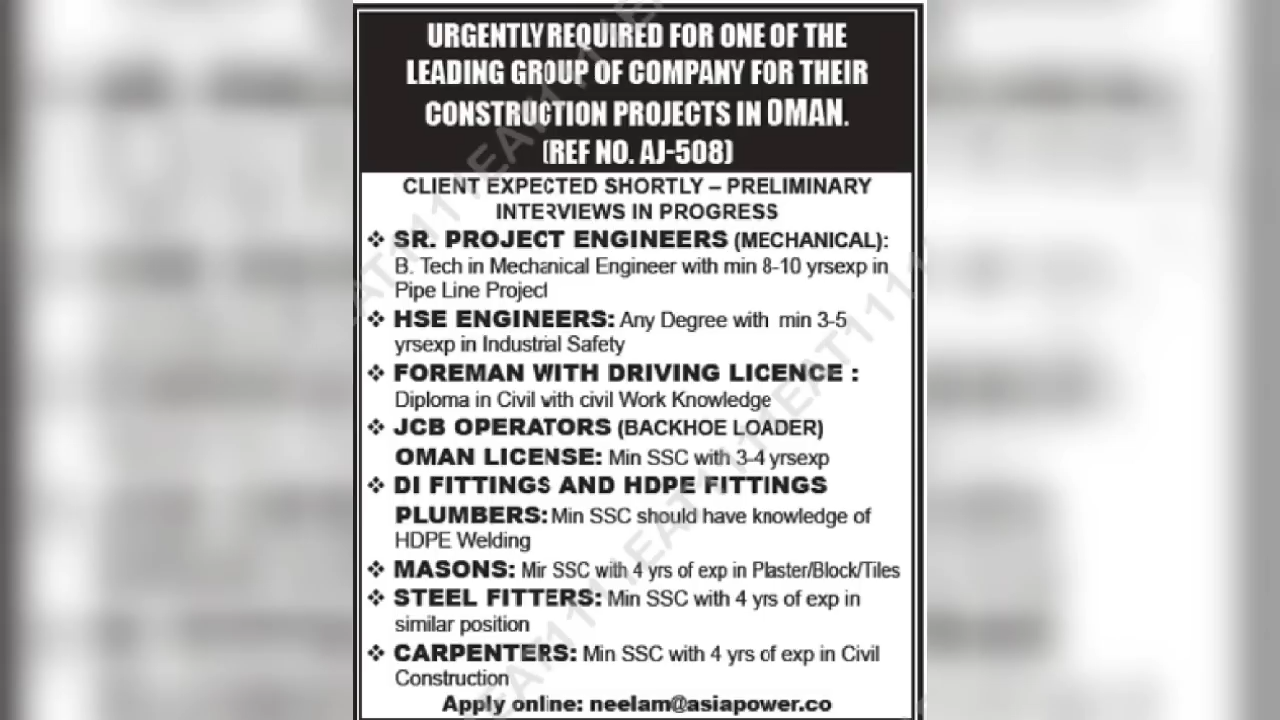 URGENTLY REQUIRED FOR ONE OF THE
LEADING GROUP OF COMPANY FOR THEIR
CONSTRUCTION PROJECTS IN OMAN.
(REF NO. AJ-508)
CLIENT EXPECTED SHORTLY – PRELIMINARY
INTERVIEWS IN PROGRESS
❖ SR. PROJECT ENGINEERS (MECHANICAL):
B. Tech in Mechanical Engineer with min 8-10 yrsexp in
Pipe Line Project
❖ HSE ENGINEERS: Any Degree with min 3-5
yrsexp in Industrial Safety
❖ FOREMAN WITH DRIVING LICENCE :
Diploma in Civil with civil Work Knowledge
❖ JCB OPERATORS (BACKHOE LOADER)
OMAN LICENSE: Min SSC with 3-4 yrsexp
❖ DI FITTINGS AND HDPE FITTINGS
PLUMBERS: Min SSC should have knowledge of
HDPE Welding
❖ MASONS: Min SSC with 4 yrs of exp in Plaster/Block/Tiles
❖ STEEL FITTERS: Min SSC with 4 yrs of exp in
similar position
❖ CARPENTERS: Min SSC with 4 yrs of exp in Civil
Construction
Apply online: neelam@asiapower.co